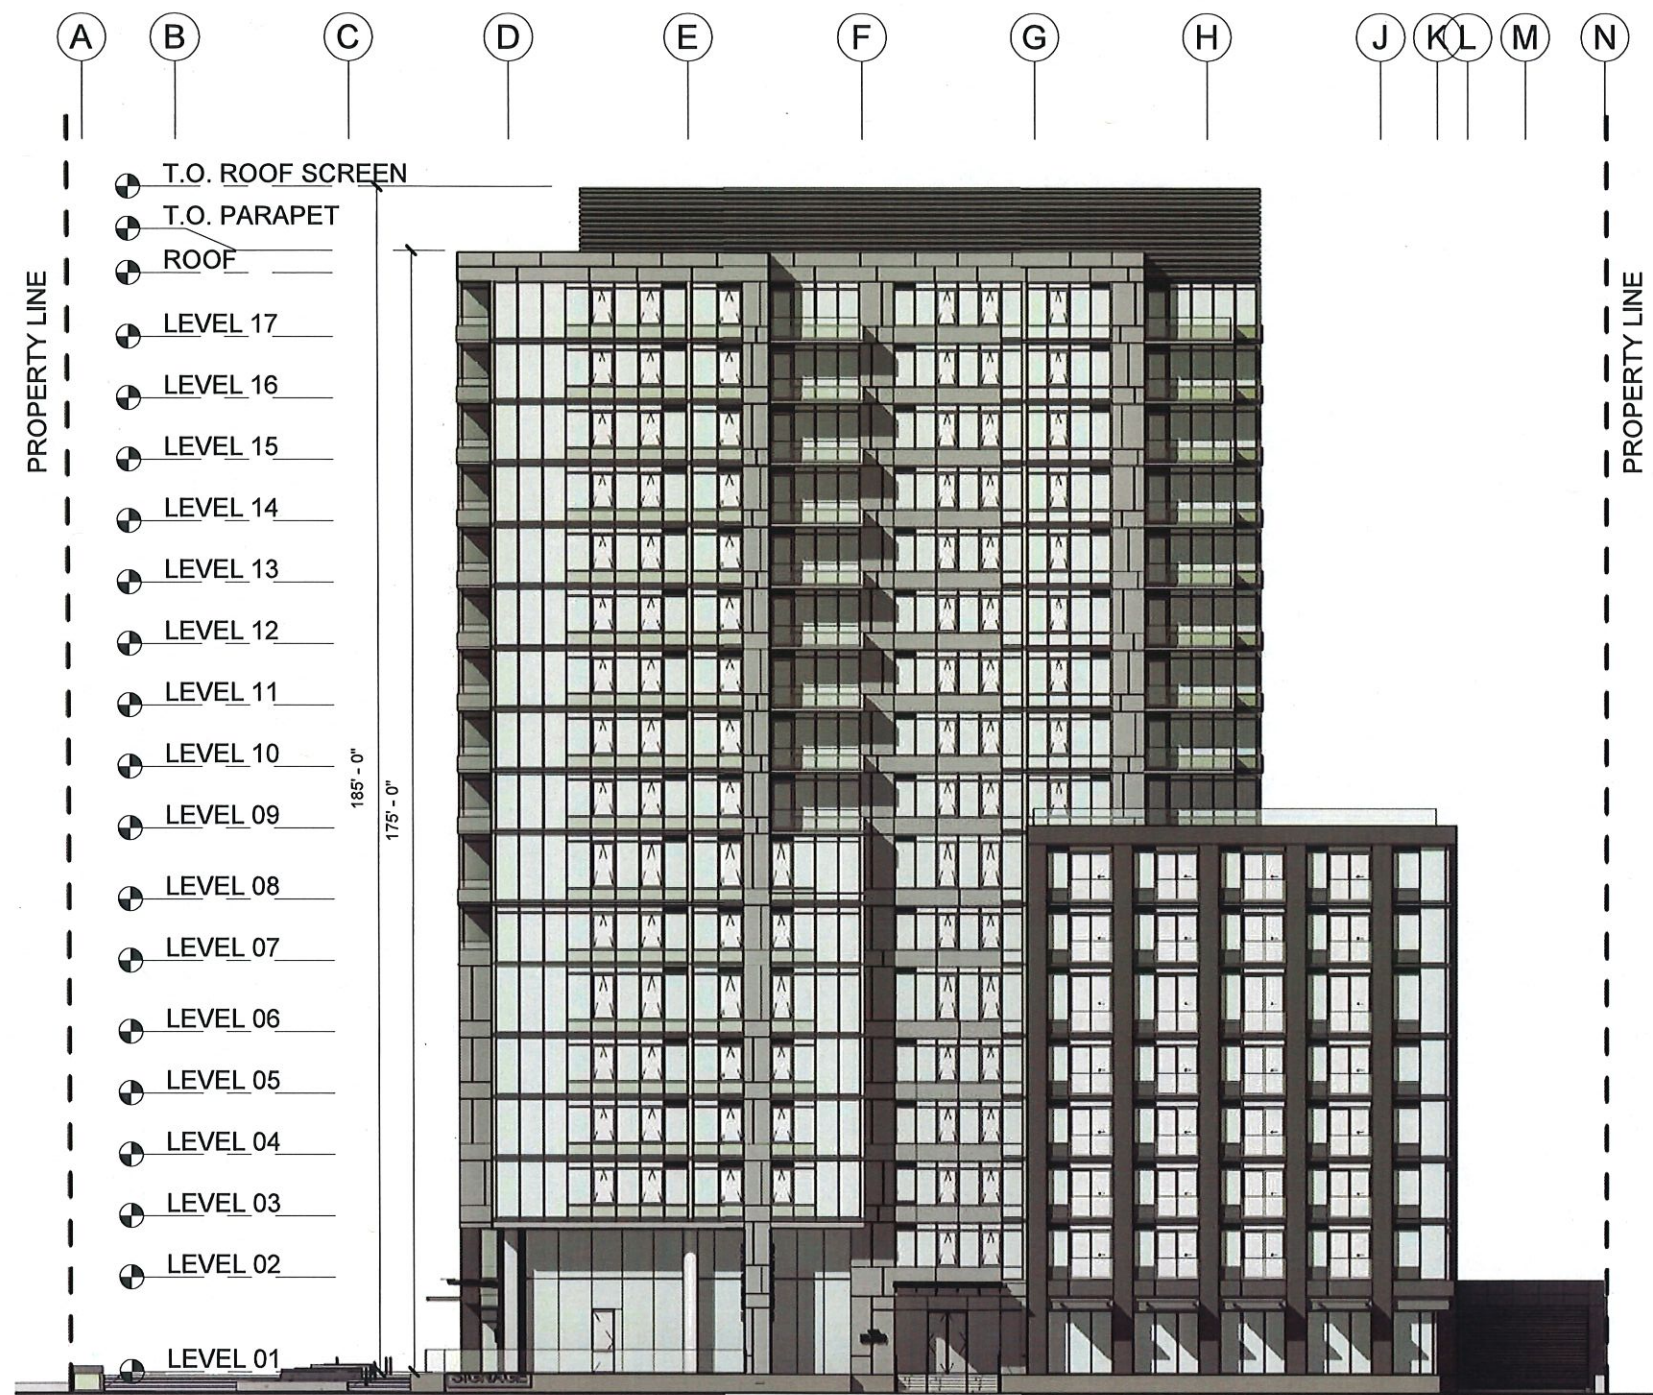 A B C D E F G H J K L M N
T.O. ROOF SCREEN
T.O. PARAPET
ROOF
LEVEL 17
LEVEL 16
LEVEL 15
LEVEL 14
LEVEL 13
LEVEL 12
LEVEL 11
LEVEL 10
LEVEL 09
LEVEL 08
LEVEL 07
LEVEL 06
LEVEL 05
LEVEL 04
LEVEL 03
LEVEL 02
LEVEL 01
PROPERTY LINE
185' - 0"
175' - 0"
SIGNAGE
PROPERTY LINE